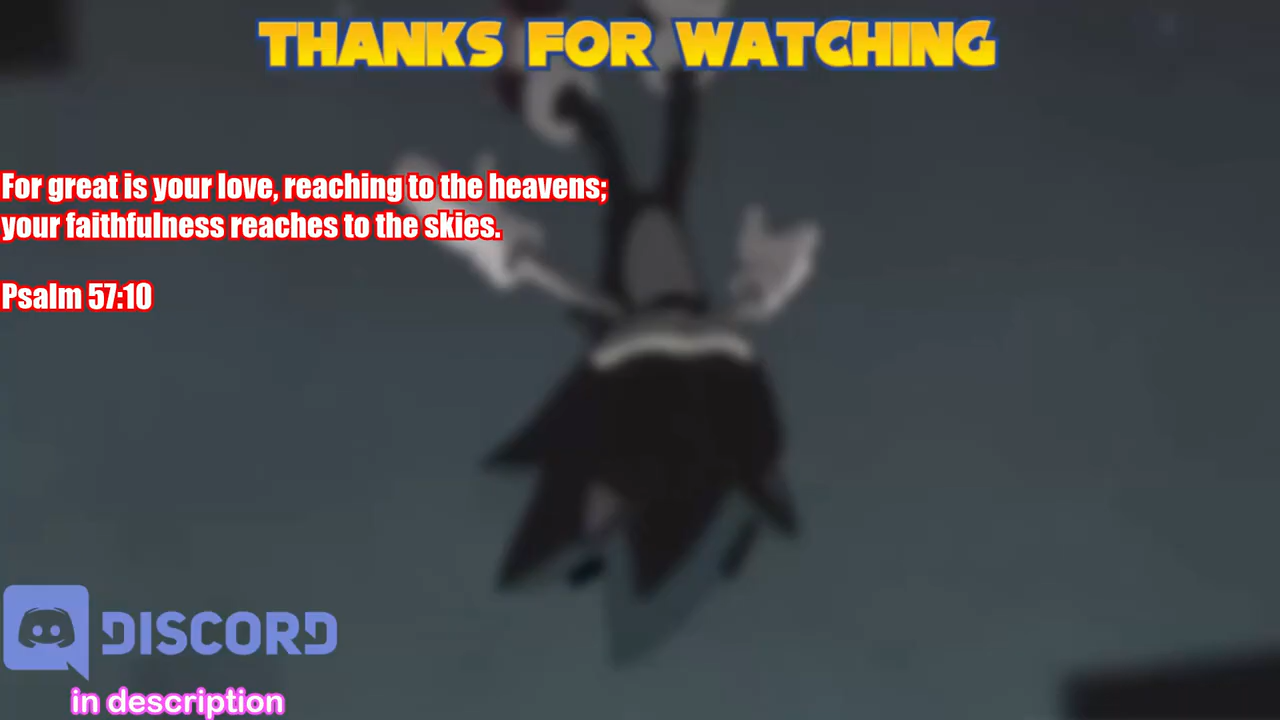 THANKS FOR WATCHING
For great is your love, reaching to the heavens;
your faithfulness reaches to the skies.
Psalm 57:10
DISCORD
in description